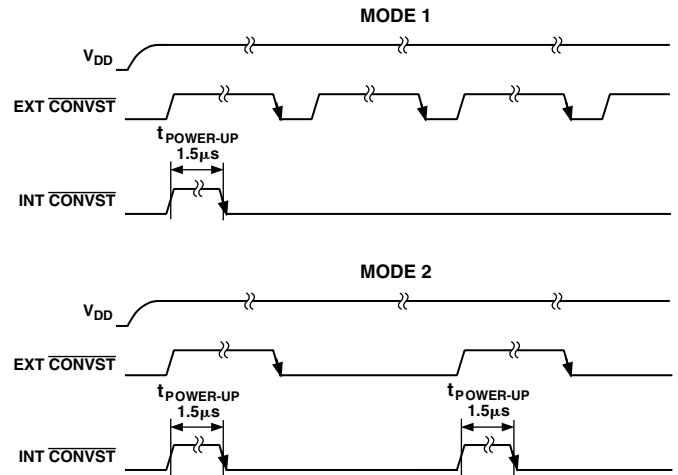 MODE 1
VDD
EXT CONVST
tPOWER-UP
1.5μs
INT CONVST
MODE 2
VDD
EXT CONVST
tPOWER-UP tPOWER-UP
1.5μs 1.5μs
INT CONVST